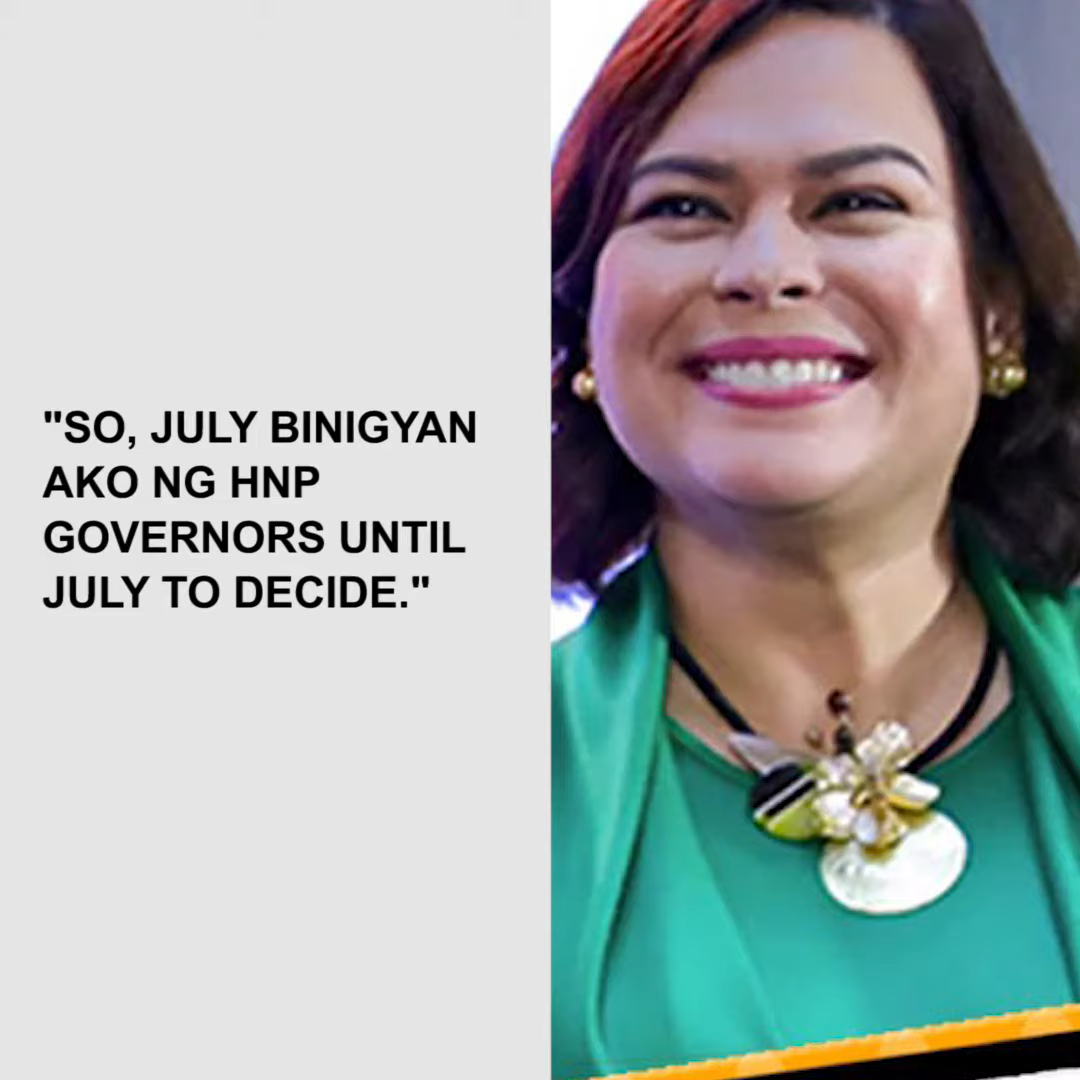 "SO, JULY BINIGYAN
AKO NG HNP
GOVERNORS UNTIL
JULY TO DECIDE."